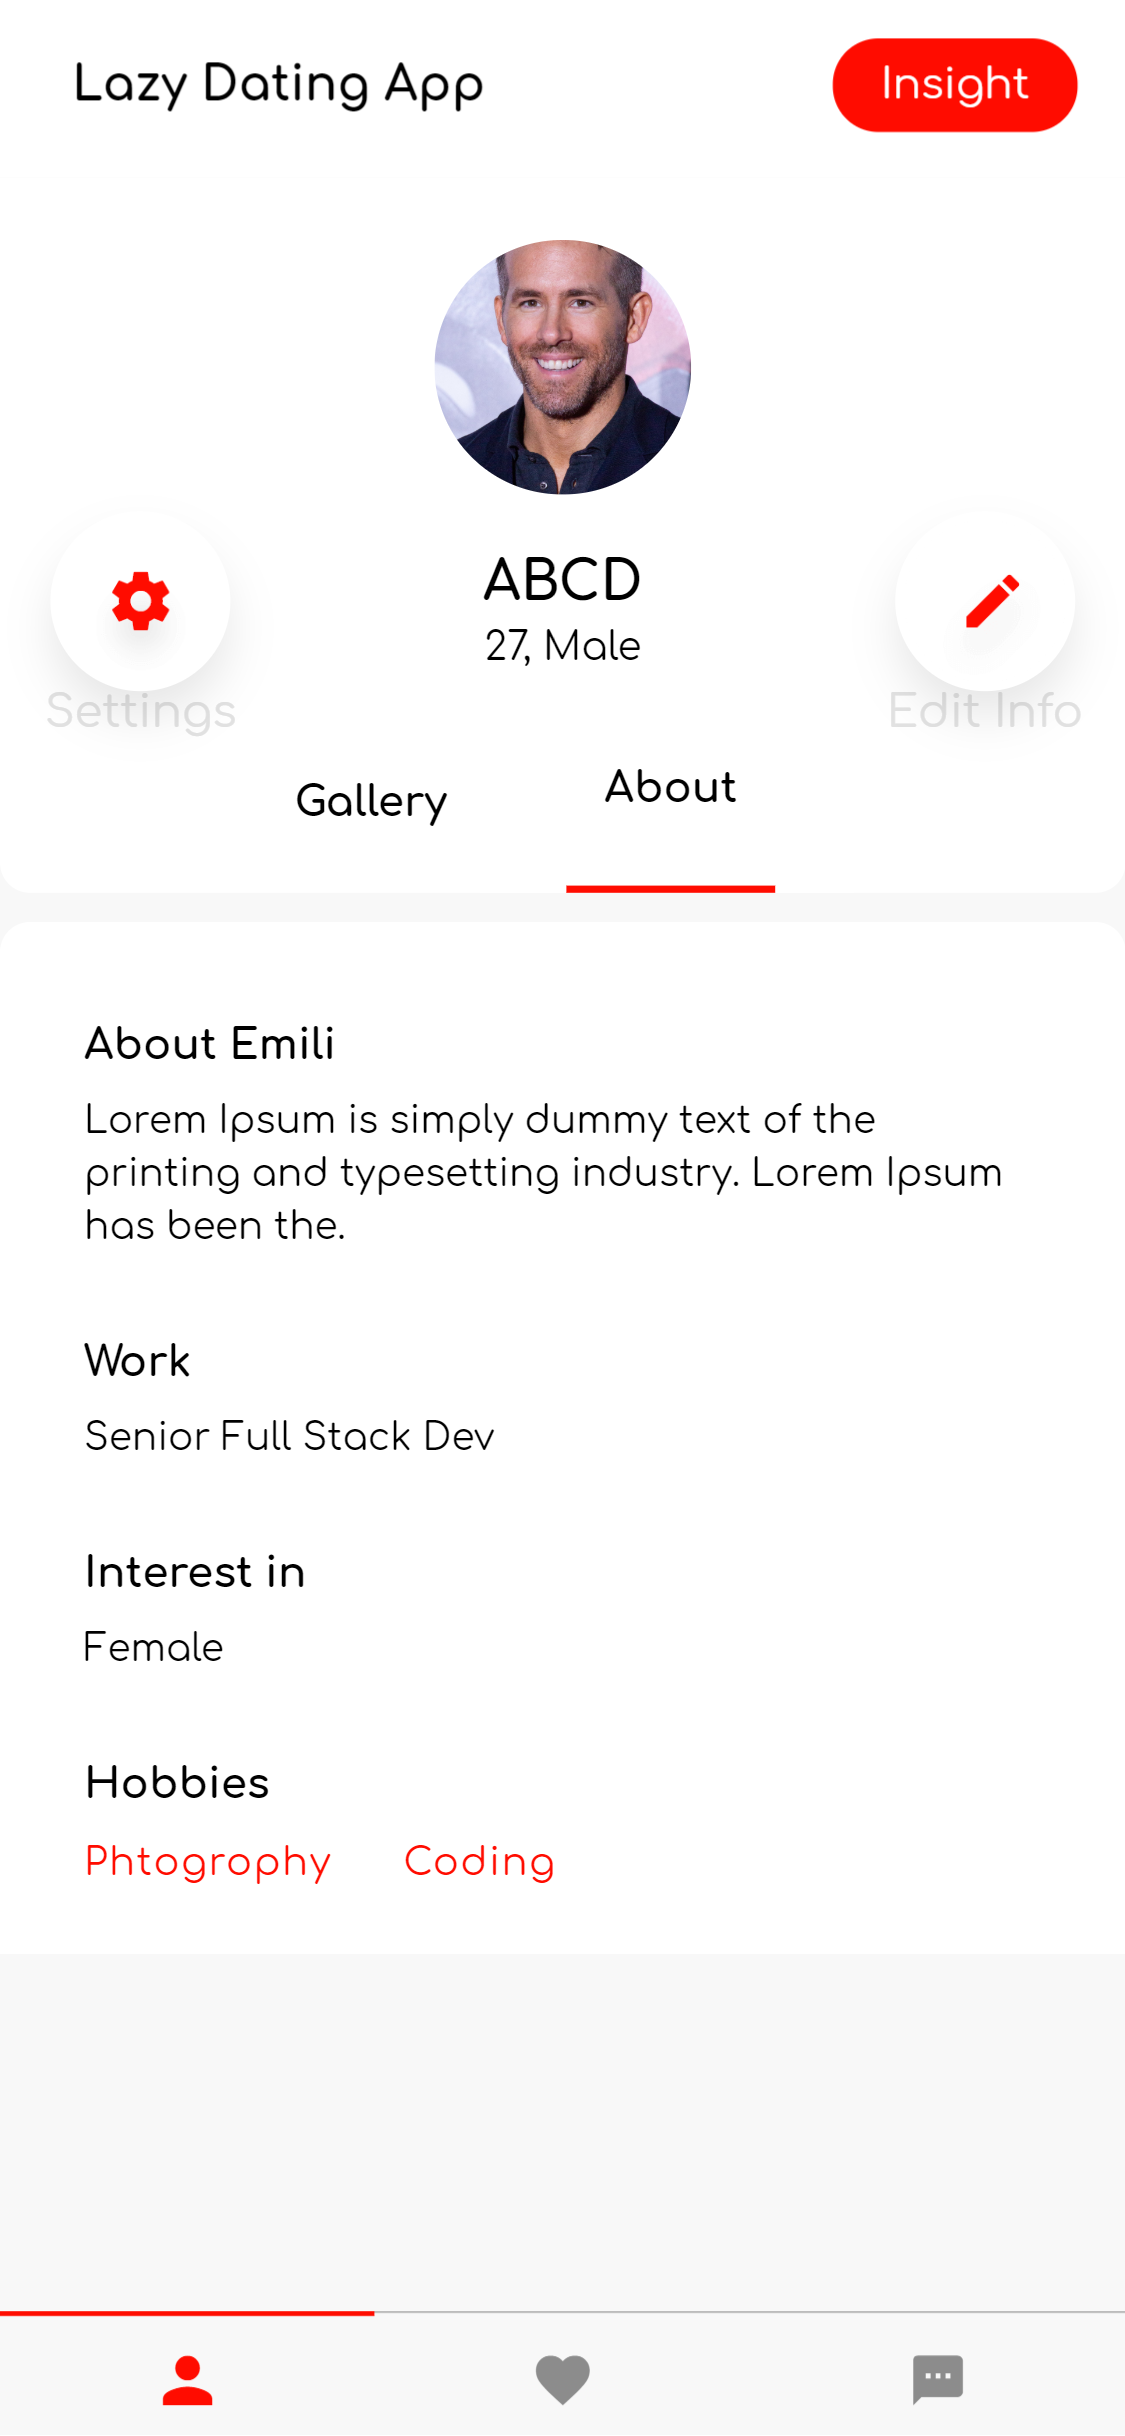 Lazy Dating App
Insight
ABCD
27, Male
Settings
Edit Info
Gallery
About
About Emili
Lorem Ipsum is simply dummy text of the
printing and typesetting industry. Lorem Ipsum
has been the.
Work
Senior Full Stack Dev
Interest in
Female
Hobbies
Phtography
Coding